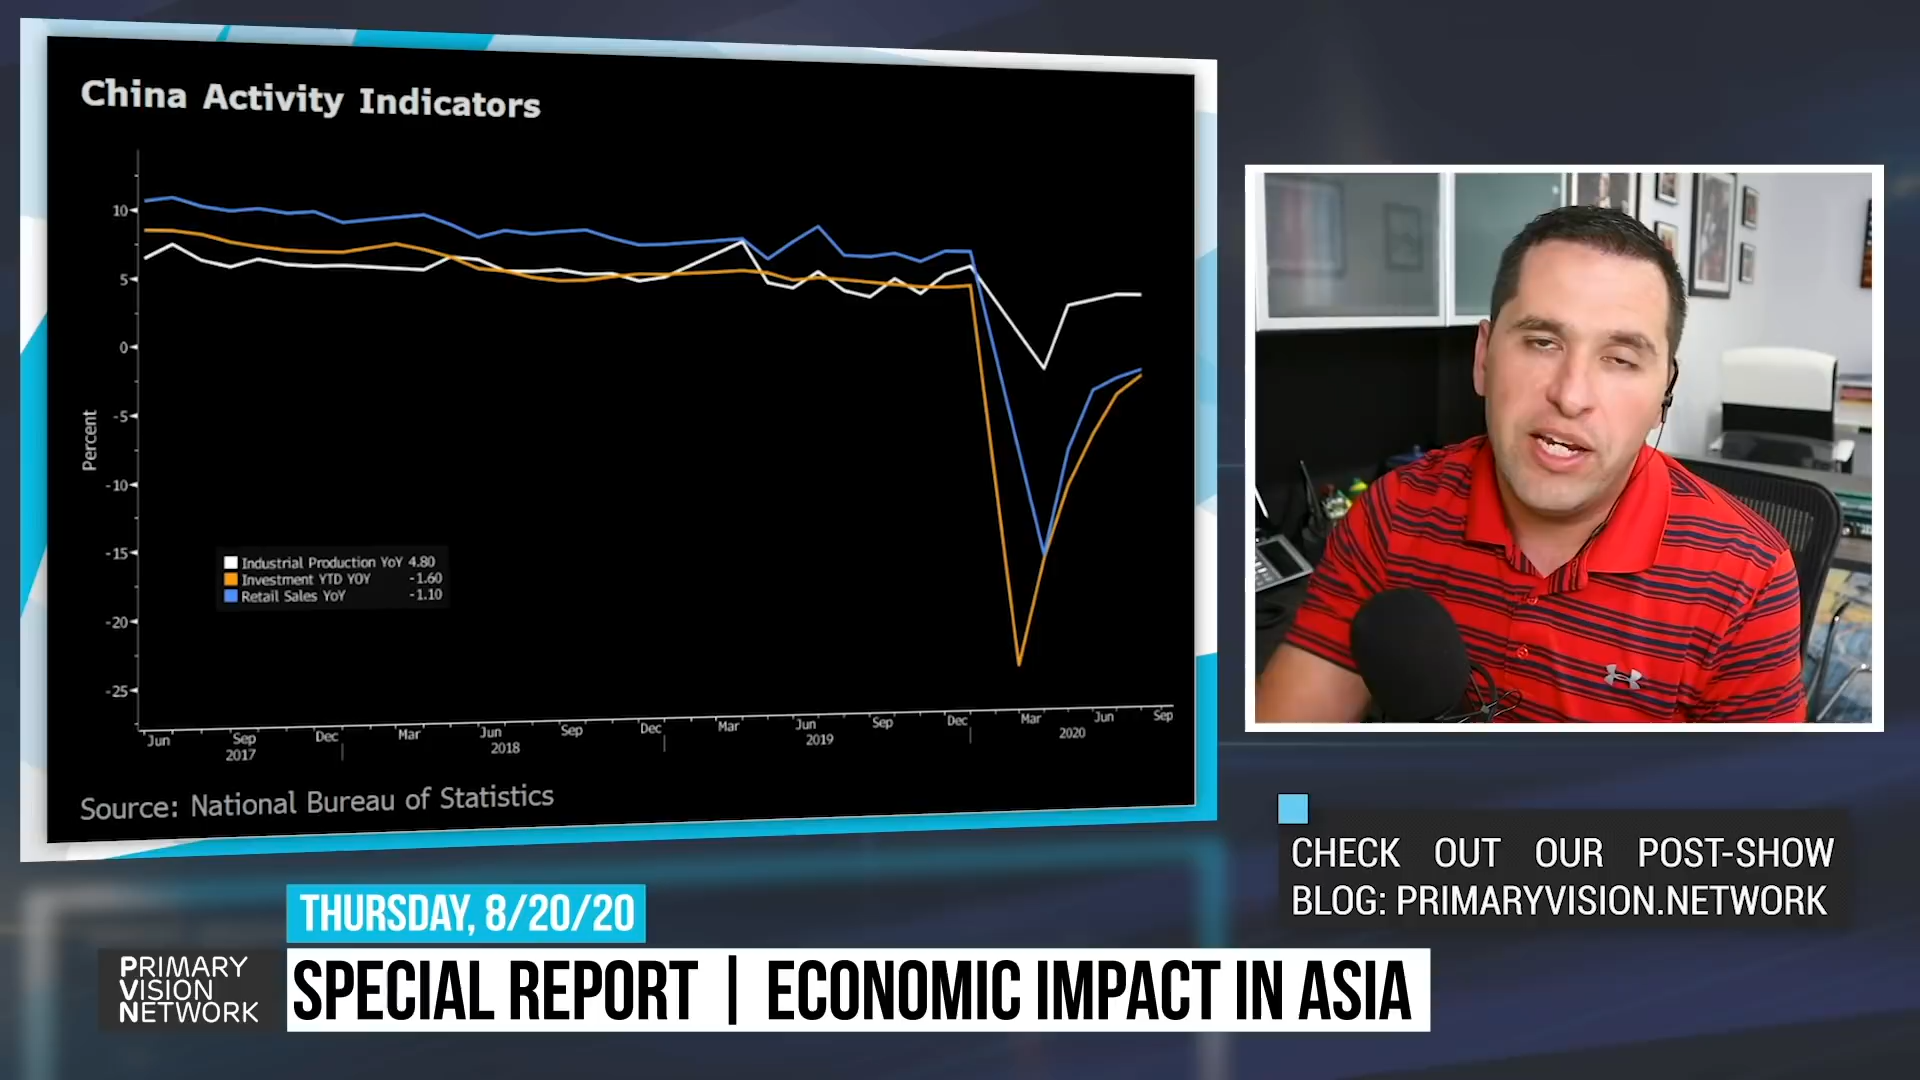 China Activity Indicators
10
5
0
-5
-10
-15
-20
-25
Percent
Industrial Production YoY 4.80
Investment YTD YOY -1.60
Retail Sales YoY -1.10
Jun Sep Dec Mar Jun Sep Dec Mar Jun Sep Dec Mar Jun Sep
2017 2018 2019 2020
Source: National Bureau of Statistics
CHECK OUT OUR POST-SHOW
BLOG: PRIMARYVISION.NETWORK
THURSDAY, 8/20/20
PRIMARY
VISION
NETWORK
SPECIAL REPORT | ECONOMIC IMPACT IN ASIA